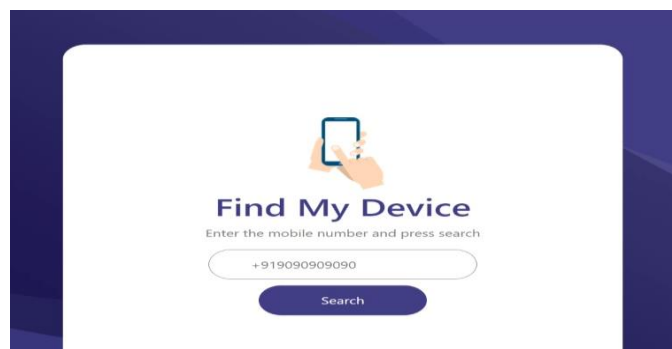 Find My Device
Enter the mobile number and press search
+919090909090
Search